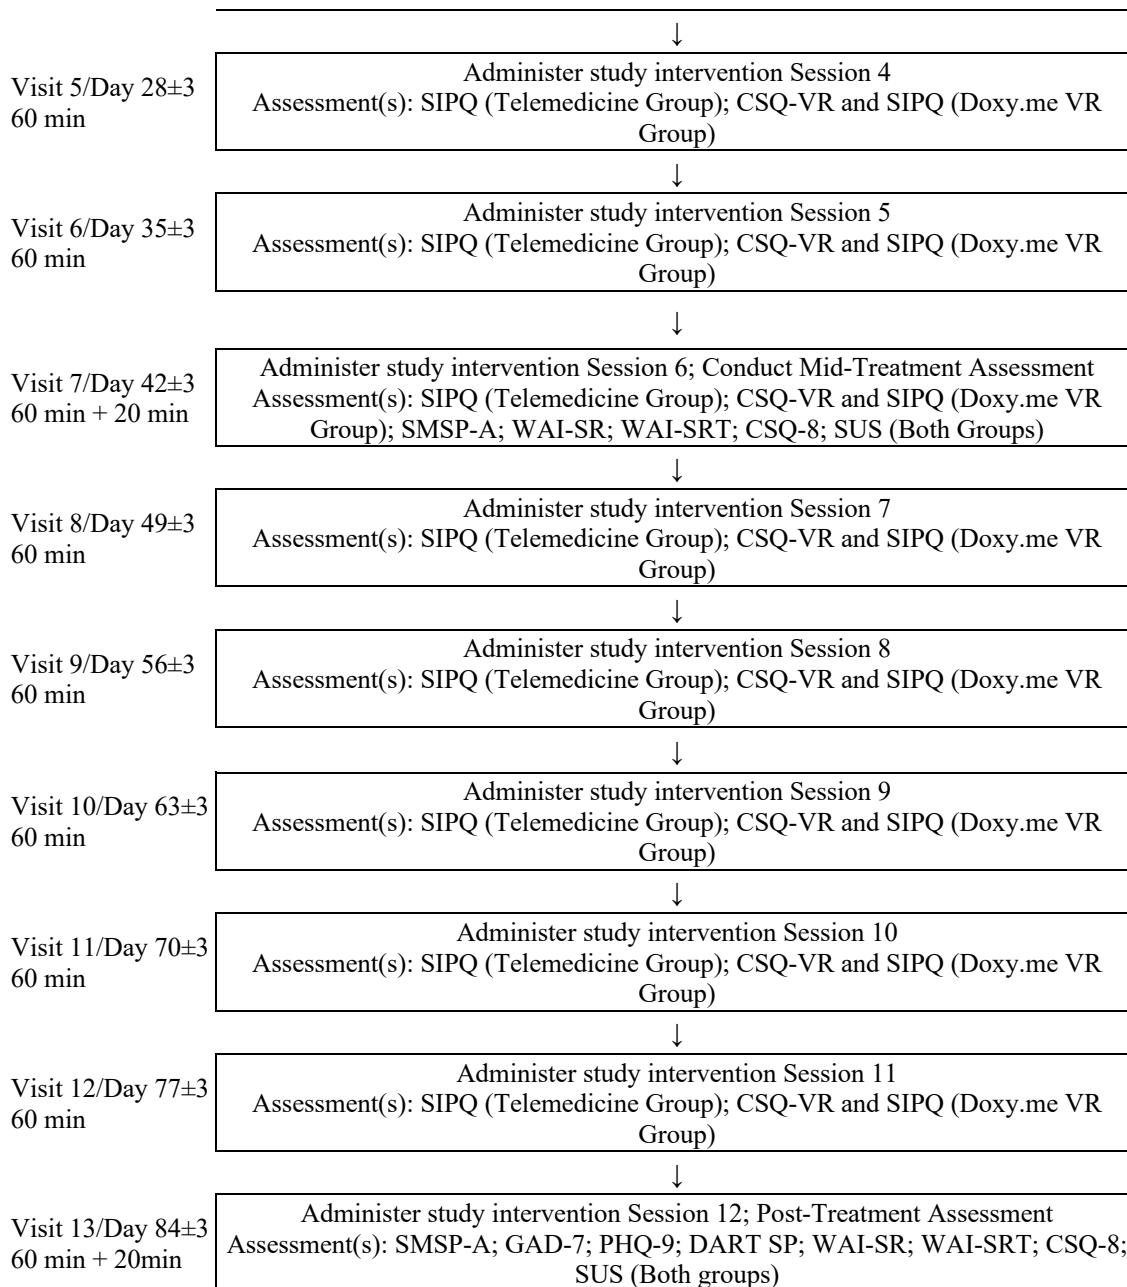 ↓
Visit 5/Day 28±3
60 min
Administer study intervention Session 4
Assessment(s): SIPQ (Telemedicine Group); CSQ-VR and SIPQ (Doxy.me VR
Group)
↓
Visit 6/Day 35±3
60 min
Administer study intervention Session 5
Assessment(s): SIPQ (Telemedicine Group); CSQ-VR and SIPQ (Doxy.me VR
Group)
↓
Visit 7/Day 42±3
60 min + 20 min
Administer study intervention Session 6; Conduct Mid-Treatment Assessment
Assessment(s): SIPQ (Telemedicine Group); CSQ-VR and SIPQ (Doxy.me VR
Group); SMSP-A; WAI-SR; WAI-SRT; CSQ-8; SUS (Both Groups)
↓
Visit 8/Day 49±3
60 min
Administer study intervention Session 7
Assessment(s): SIPQ (Telemedicine Group); CSQ-VR and SIPQ (Doxy.me VR
Group)
↓
Visit 9/Day 56±3
60 min
Administer study intervention Session 8
Assessment(s): SIPQ (Telemedicine Group); CSQ-VR and SIPQ (Doxy.me VR
Group)
↓
Visit 10/Day 63±3
60 min
Administer study intervention Session 9
Assessment(s): SIPQ (Telemedicine Group); CSQ-VR and SIPQ (Doxy.me VR
Group)
↓
Visit 11/Day 70±3
60 min
Administer study intervention Session 10
Assessment(s): SIPQ (Telemedicine Group); CSQ-VR and SIPQ (Doxy.me VR
Group)
↓
Visit 12/Day 77±3
60 min
Administer study intervention Session 11
Assessment(s): SIPQ (Telemedicine Group); CSQ-VR and SIPQ (Doxy.me VR
Group)
↓
Visit 13/Day 84±3
60 min + 20min
Administer study intervention Session 12; Post-Treatment Assessment
Assessment(s): SMSP-A; GAD-7; PHQ-9; DART SP; WAI-SR; WAI-SRT; CSQ-8;
SUS (Both groups)